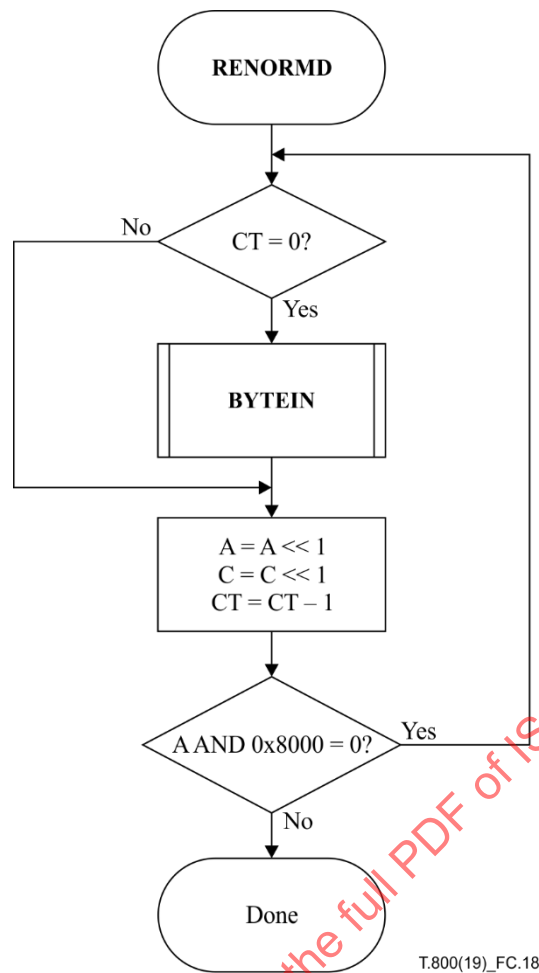 RENORMD
No
CT = 0?
Yes
BYTEIN
A = A << 1
C = C << 1
CT = CT – 1
A AND 0x8000 = 0?
Yes
No
Done
the full PDF of IS
T.800(19)_FC.18